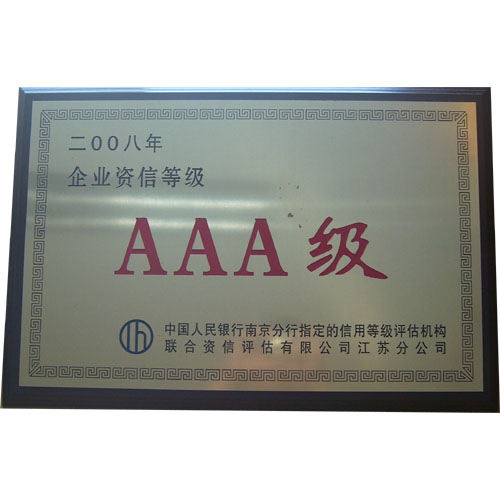 二00八年
企业资信等级
AAA级
中国人民银行南京分行指定的信用等级评估机构
联合资信评估有限公司江苏分公司